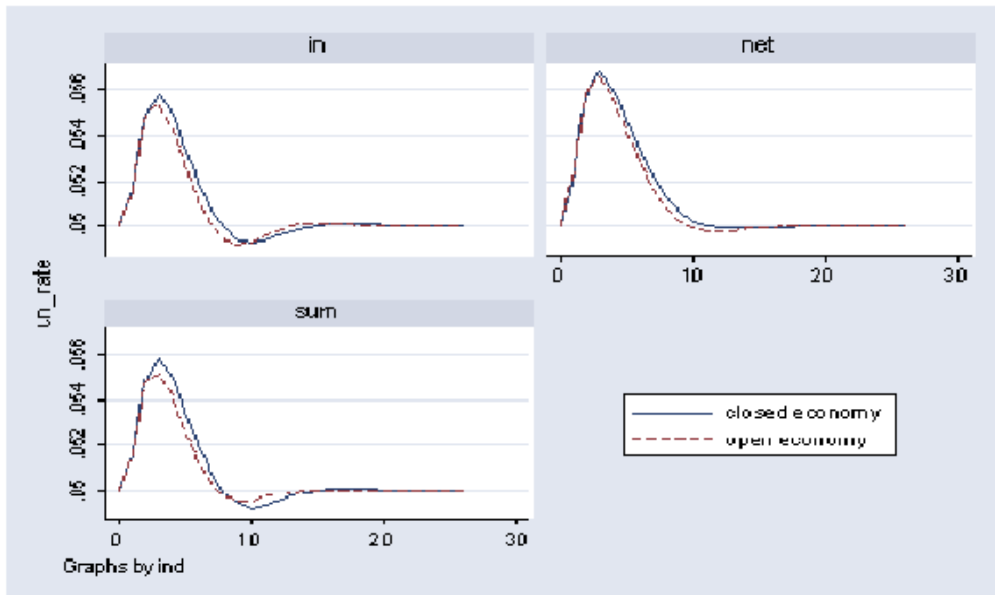 in
net
.056
.054
.052
.05
0 10 20 30
un_rate
sum
.056
.054
.052
.05
0 10 20 30
closed economy
open economy
Graphs by ind